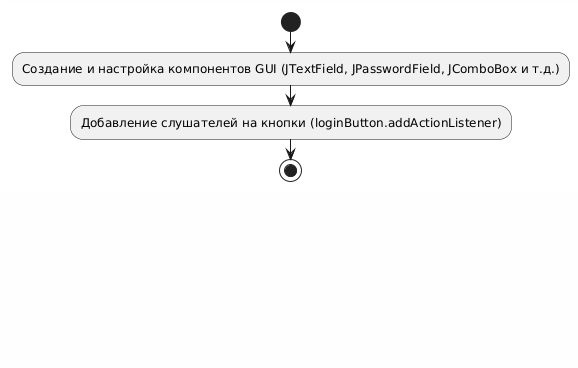 Создание и настройка компонентов GUI (JTextField, JPasswordField, JComboBox и т.д.)
Добавление слушателей на кнопки (loginButton.addActionListener)